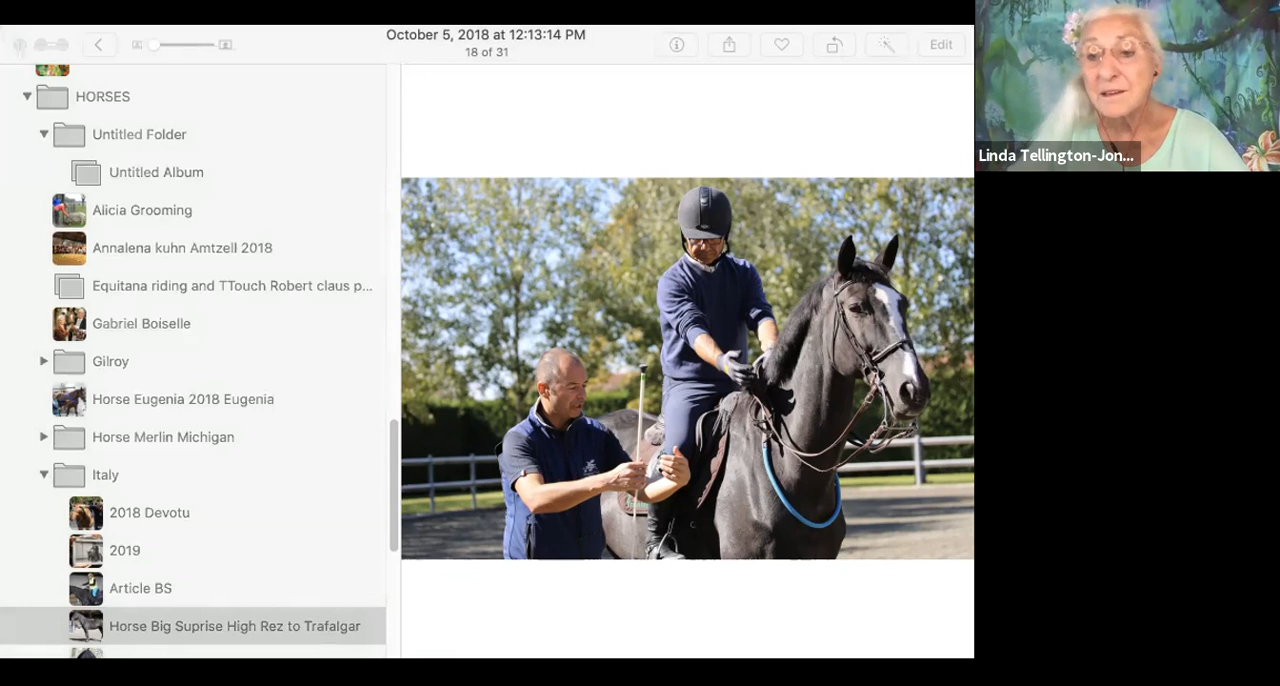 October 5, 2018 at 12:13:14 PM
18 of 31
Edit
HORSES
Untitled Folder
Untitled Album
Alicia Grooming
Annalena kuhn Amtzell 2018
Equitana riding and TTouch Robert claus p...
Gabriel Boiselle
Gilroy
Horse Eugenia 2018 Eugenia
Horse Merlin Michigan
Italy
2018 Devotu
2019
Article BS
Horse Big Suprise High Rez to Trafalgar
Linda Tellington-Jon...